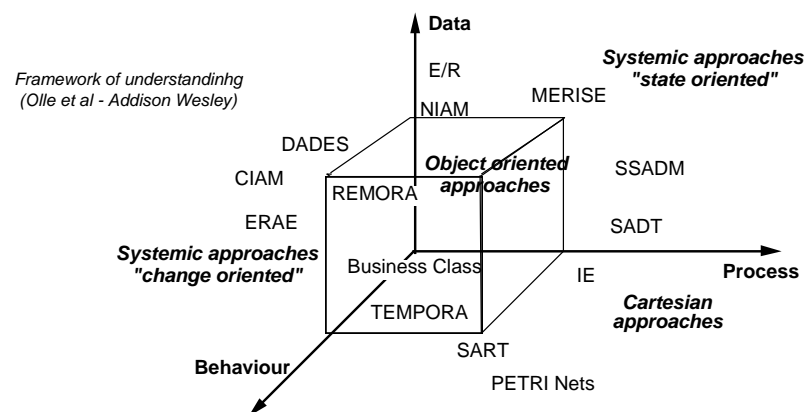 Data
Systemic approaches
"state oriented"
Framework of understandinhg
(Olle et al - Addison Wesley)
E/R
MERISE
NIAM
DADES
Object oriented
approaches
SSADM
CIAM
REMORA
ERAE
SADT
Systemic approaches
"change oriented"
Business Class
IE
Process
TEMPORA
Cartesian
approaches
SART
Behaviour
PETRI Nets